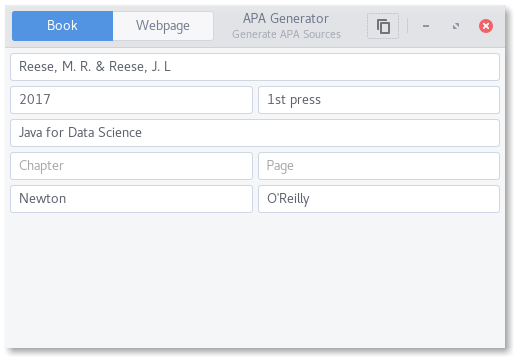 Book Webpage APA Generator
Generate APA Sources
Reese, M. R. & Reese, J. L
2017 1st press
Java for Data Science
Chapter Page
Newton O'Reilly